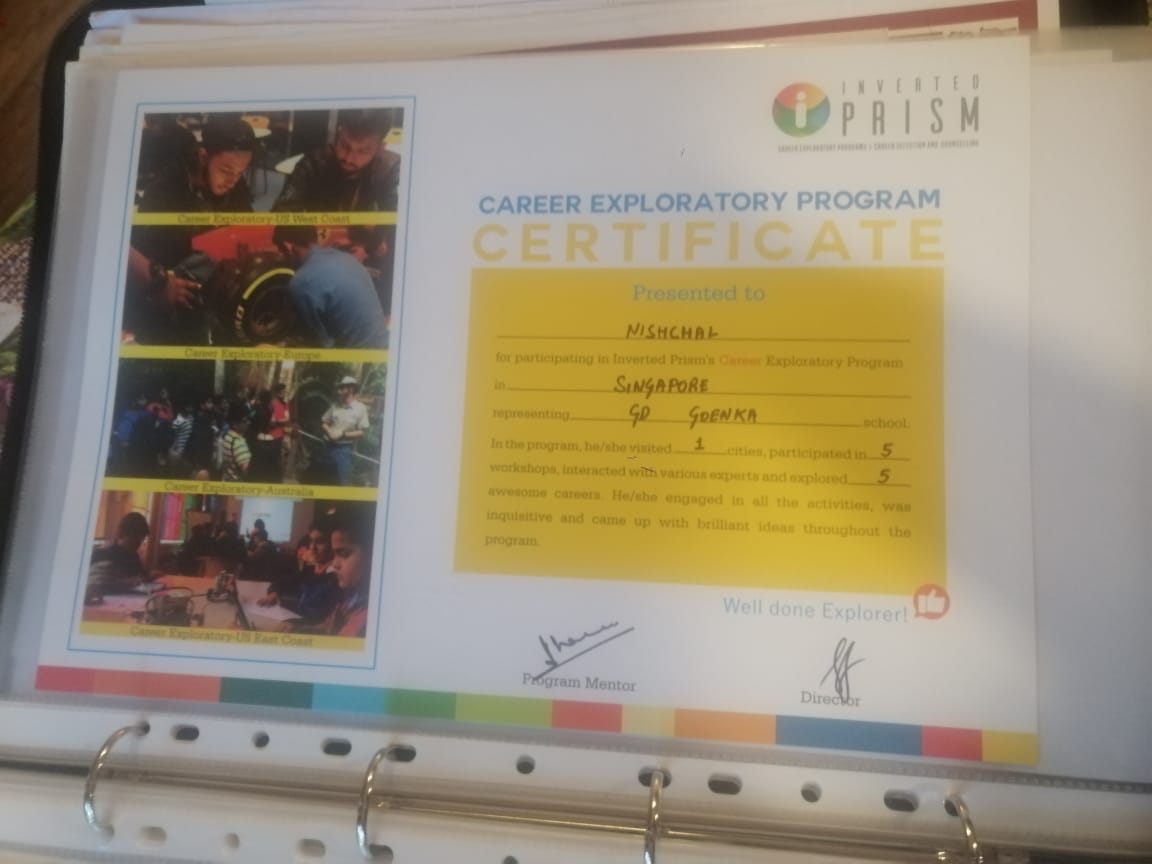 INVERTED
PRISM
CAREER EXPLORATORY PROGRAMS & CAREER SELECTION AND COUNSELLING
Career Exploratory-US West Coast
Career Exploratory-Europe
Career Exploratory-Australia
Career Exploratory-US East Coast
CAREER EXPLORATORY PROGRAM
CERTIFICATE
Presented to
NISHCHAL
for participating in Inverted Prism's Career Exploratory Program
in SINGAPORE
representing GD GOENKA school.
In the program, he/she visited 1 cities, participated in 5
workshops, interacted with various experts and explored 5
awesome careers. He/she engaged in all the activities, was
inquisitive and came up with brilliant ideas throughout the
program.
Well done Explorer!
Program Mentor
Director